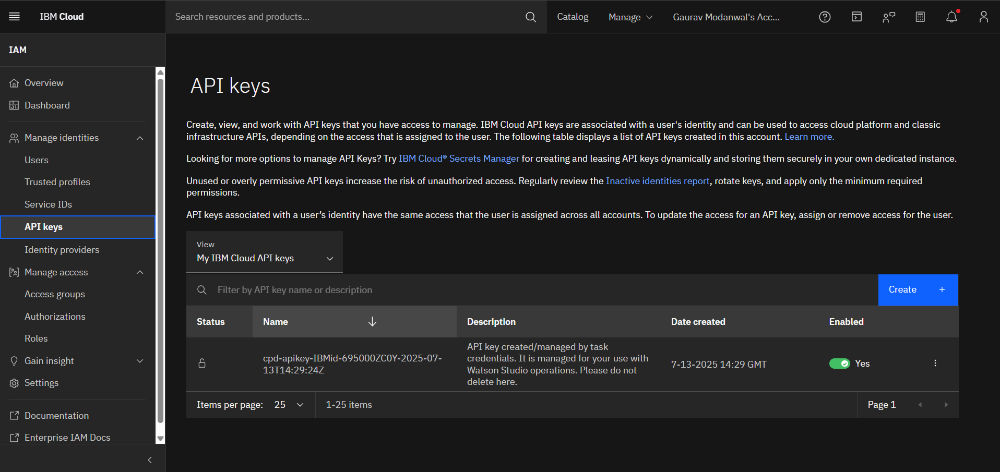 IBM Cloud
Search resources and products...
Catalog
Manage
Gaurav Modanwal's Acc...
IAM
Overview
Dashboard
Manage identities
Users
Trusted profiles
Service IDs
API keys
Identity providers
Manage access
Access groups
Authorizations
Roles
Gain insight
Settings
Documentation
Enterprise IAM Docs
API keys
Create, view, and work with API keys that you have access to manage. IBM Cloud API keys are associated with a user's identity and can be used to access cloud platform and classic
infrastructure APIs, depending on the access that is assigned to the user. The following table displays a list of API keys created in this account. Learn more.
Looking for more options to manage API Keys? Try IBM Cloud® Secrets Manager for creating and leasing API keys dynamically and storing them securely in your own dedicated instance.
Unused or overly permissive API keys increase the risk of unauthorized access. Regularly review the Inactive identities report, rotate keys, and apply only the minimum required
permissions.
API keys associated with a user’s identity have the same access that the user is assigned across all accounts. To update the access for an API key, assign or remove access for the user.
View
My IBM Cloud API keys
Filter by API key name or description
Create +
Status
Name
Description
Date created
Enabled
cpd-apikey-IBMid-695000ZC0Y-2025-07-
13T14:29:24Z
API key created/managed by task
credentials. It is managed for your use with
Watson Studio operations. Please do not
delete here.
7-13-2025 14:29 GMT
Yes
Items per page: 25
1-25 items
Page 1